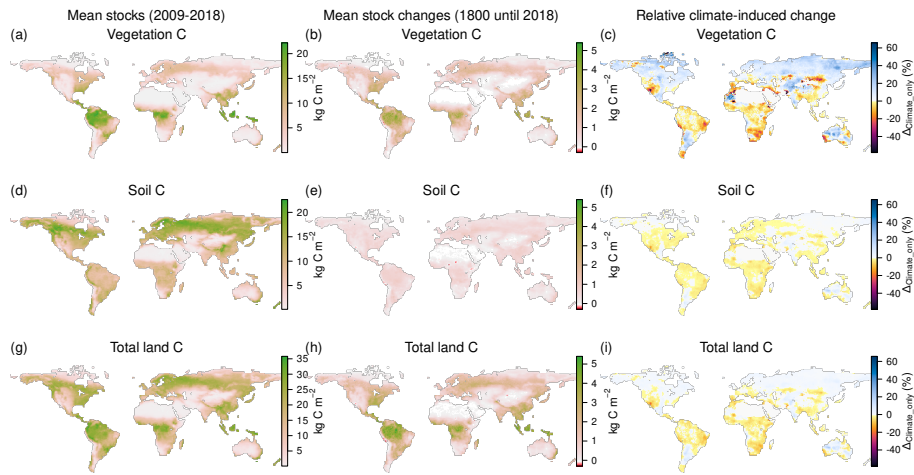 Mean stocks (2009-2018)
Mean stock changes (1800 until 2018)
Relative climate-induced change
(a)
Vegetation C
20
15
10
5
kg C m−2
(b)
Vegetation C
5
4
3
2
1
0
kg C m−2
(c)
Vegetation C
60
40
20
0
−20
−40
ΔClimate_only (%)
(d)
Soil C
20
15
10
5
kg C m−2
(e)
Soil C
5
4
3
2
1
0
kg C m−2
(f)
Soil C
60
40
20
0
−20
−40
ΔClimate_only (%)
(g)
Total land C
35
30
25
20
15
10
5
kg C m−2
(h)
Total land C
5
4
3
2
1
0
kg C m−2
(i)
Total land C
60
40
20
0
−20
−40
ΔClimate_only (%)